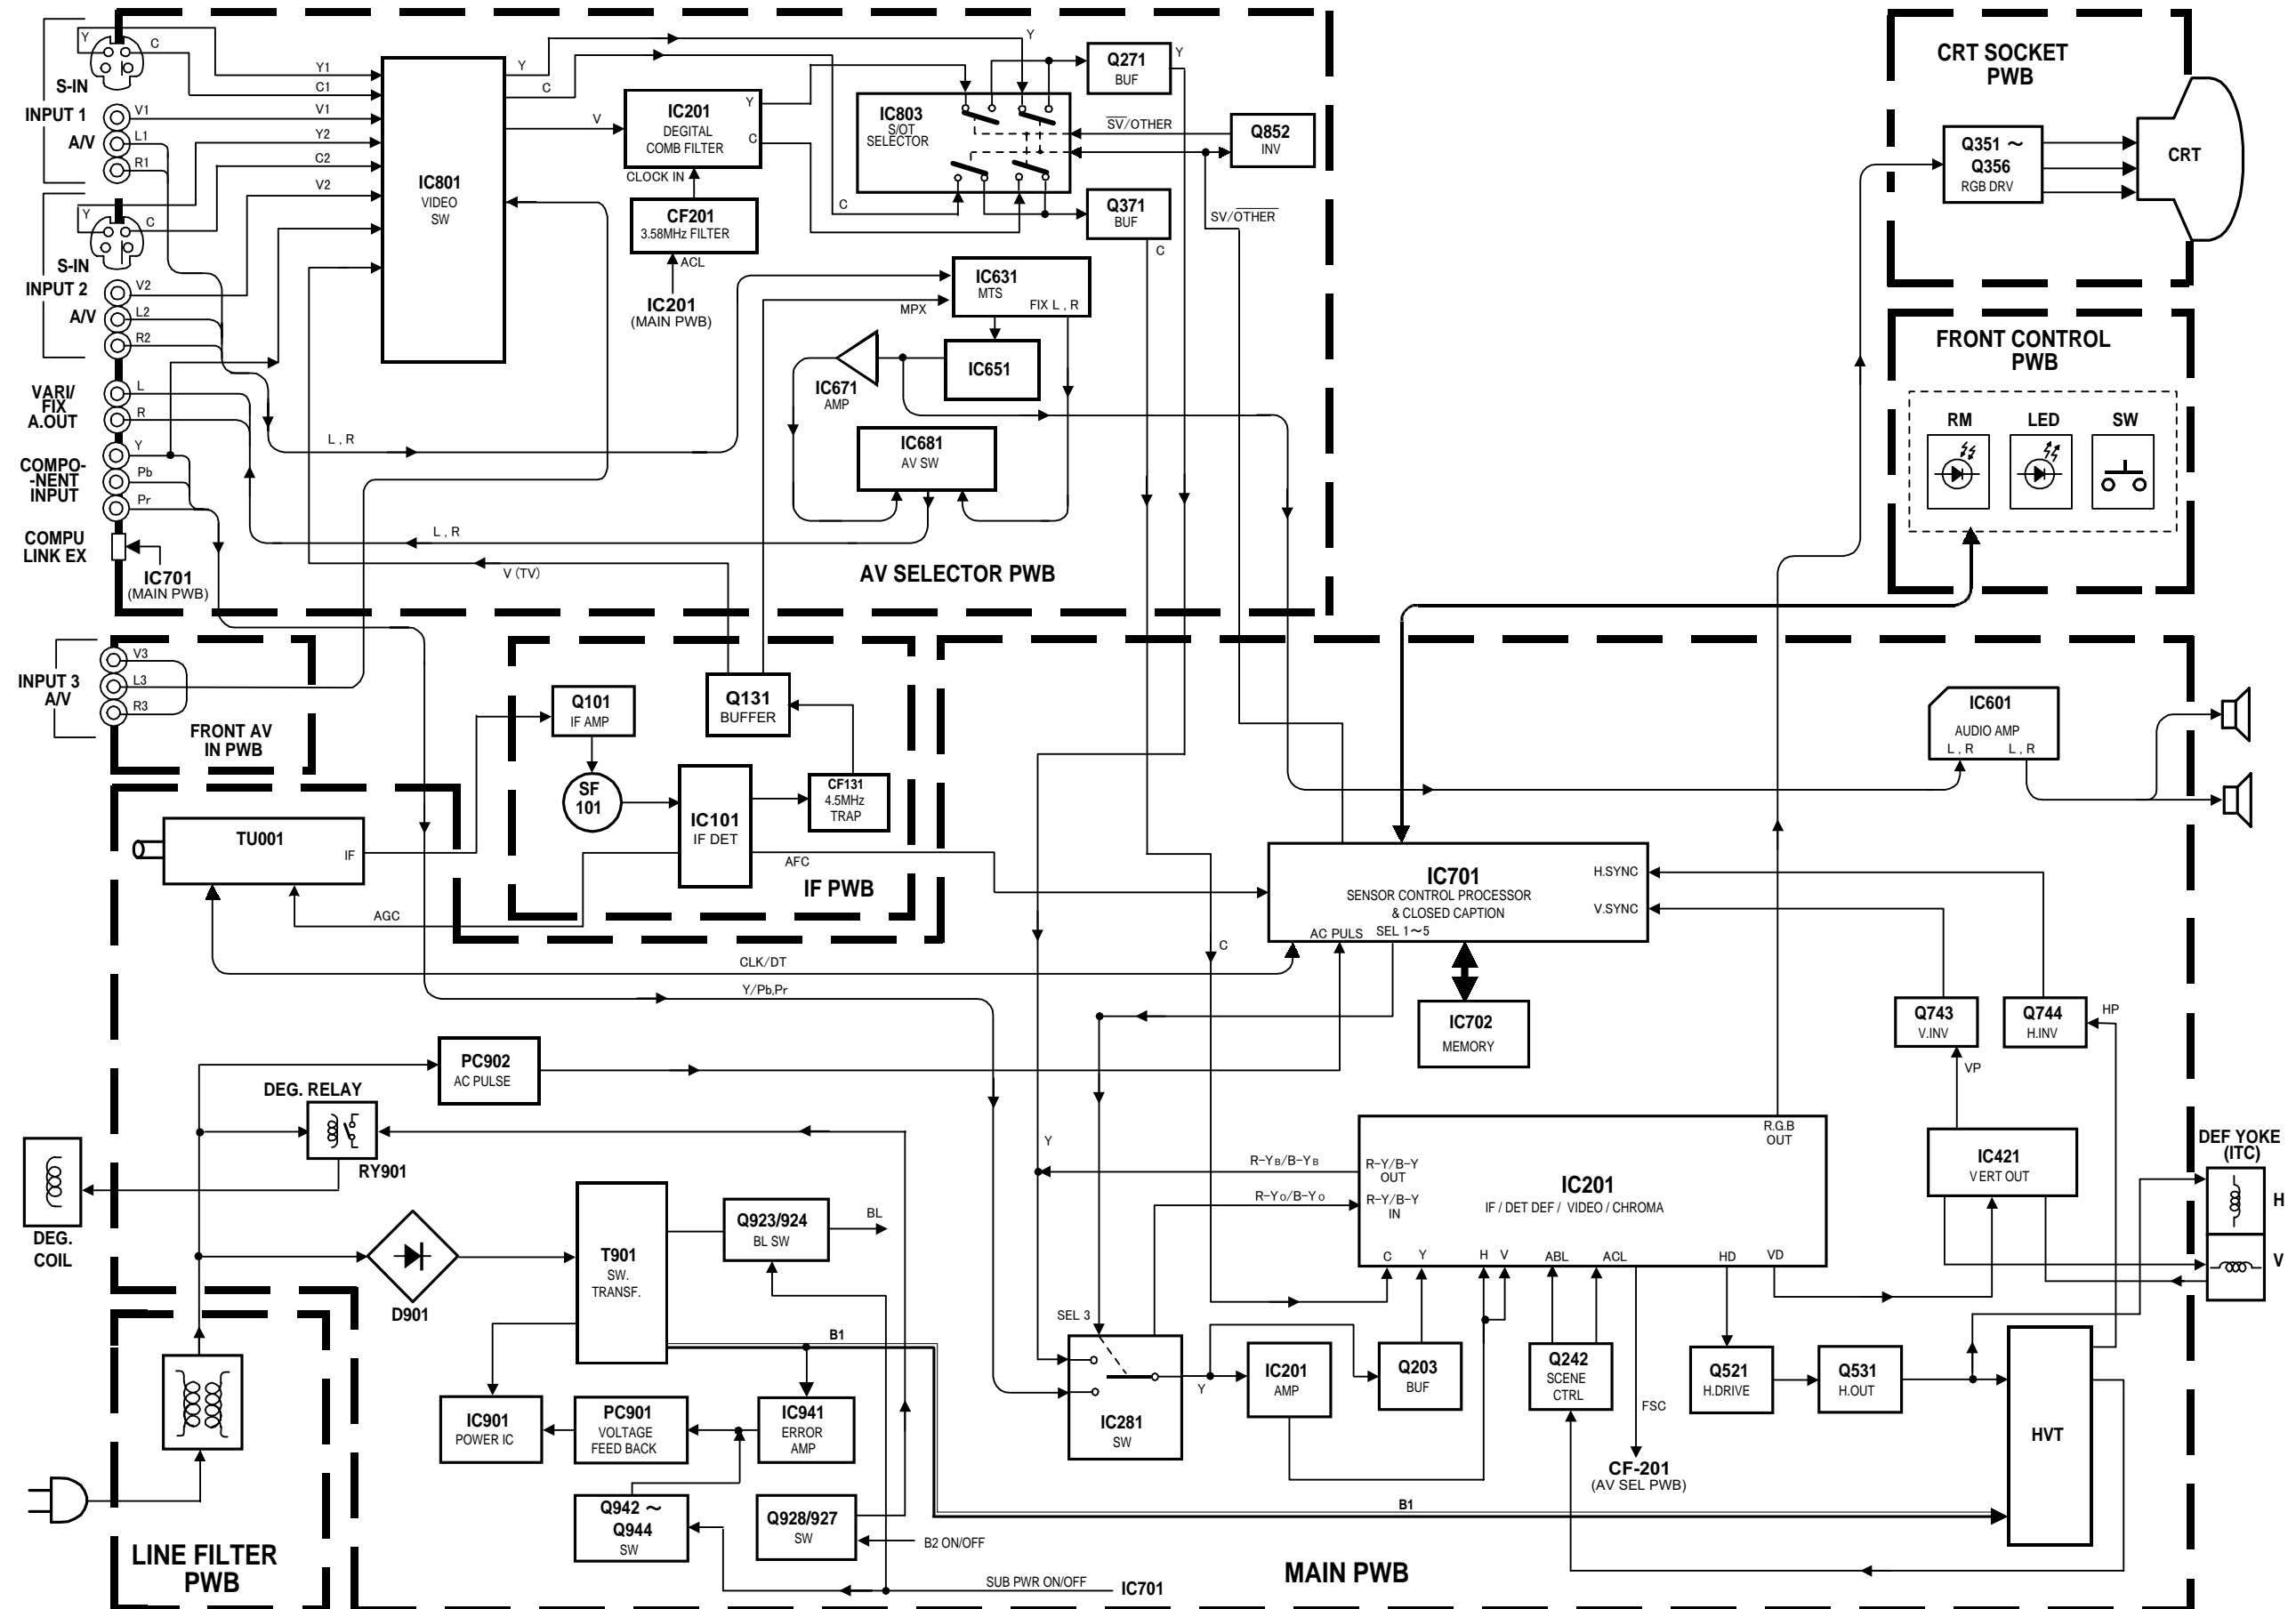 Y
C
S-IN
INPUT 1
A/V
V1
L1
R1
Y
C
S-IN
INPUT 2
A/V
V2
L2
R2
VARI/
FIX
A.OUT
L
R
COMPO-
-NENT
INPUT
Y
Pb
Pr
COMPU
LINK EX
IC701
(MAIN PWB)
Y1
C1
V1
Y2
C2
V2
IC801
VIDEO
SW
Y
C
V
IC201
DEGITAL
COMB FILTER
Y
C
CLOCK IN
CF201
3.58MHz FILTER
ACL
IC201
(MAIN PWB)
Y
C
IC803
S/OT
SELECTOR
Q271
BUF
Y
SV/OTHER
Q852
INV
Q371
BUF
C
SV/OTHER
IC631
MTS
FIX L , R
MPX
IC651
IC671
AMP
IC681
AV SW
L , R
L , R
V (TV)
AV SELECTOR PWB
CRT SOCKET
PWB
Q351 ～
Q356
RGB DRV
CRT
FRONT CONTROL
PWB
RM
LED
SW
INPUT 3
A/V
V3
L3
R3
FRONT AV
IN PWB
TU001
IF
AGC
Q101
IF AMP
SF
101
IC101
IF DET
Q131
BUFFER
CF131
4.5MHz
TRAP
AFC
IF PWB
CLK/DT
Y/Pb,Pr
IC601
AUDIO AMP
L , R
L , R
IC701
SENSOR CONTROL PROCESSOR
& CLOSED CAPTION
H.SYNC
V.SYNC
AC PULS
SEL 1～5
C
IC702
MEMORY
Q743
V.INV
Q744
H.INV
HP
VP
PC902
AC PULSE
DEG. RELAY
RY901
DEG.
COIL
D901
T901
SW.
TRANSF.
Q923/924
BL SW
BL
B1
IC901
POWER IC
PC901
VOLTAGE
FEED BACK
IC941
ERROR
AMP
Q942 ～
Q944
SW
Q928/927
SW
B2 ON/OFF
SUB PWR ON/OFF
IC701
LINE FILTER
PWB
Y
R-YB/B-YB
R-YO/B-YO
R-Y/B-Y
OUT
R-Y/B-Y
IN
R.G.B
OUT
IC201
IF / DET DEF / VIDEO / CHROMA
C
Y
H
V
ABL
ACL
HD
VD
SEL 3
IC281
SW
Y
IC201
AMP
Q203
BUF
Q242
SCENE
CTRL
FSC
CF-201
(AV SEL PWB)
Q521
H.DRIVE
Q531
H.OUT
IC421
VERT OUT
DEF YOKE
(ITC)
H
V
HVT
B1
MAIN PWB